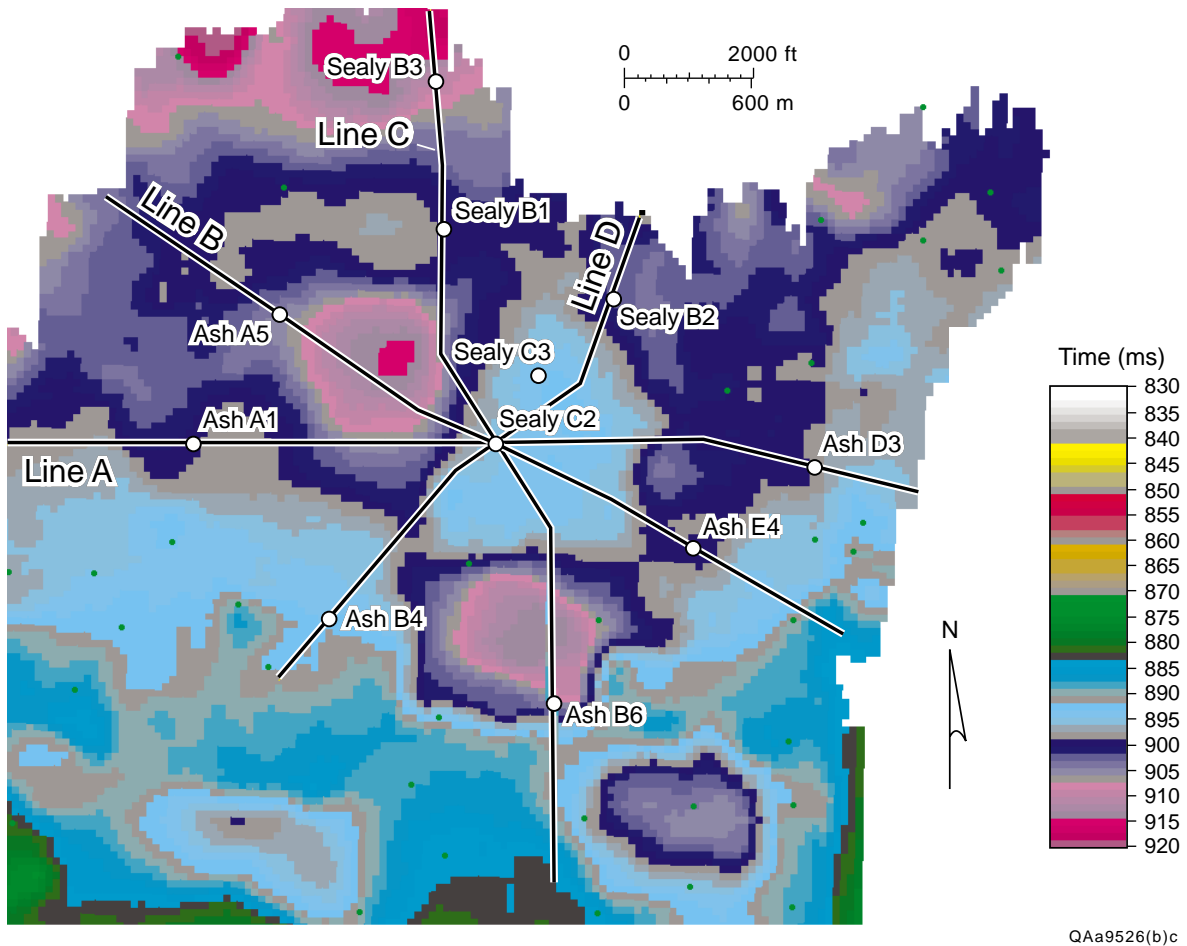 0 2000 ft
0 600 m
Sealy B3
Line C
Line B
Sealy B1
Line D
Ash A5
Sealy B2
Sealy C3
Time (ms)
830
835
840
845
850
855
860
865
870
875
880
885
890
895
900
905
910
915
920
Ash A1
Sealy C2
Line A
Ash D3
Ash E4
Ash B4
N
Ash B6
QAa9526(b)c